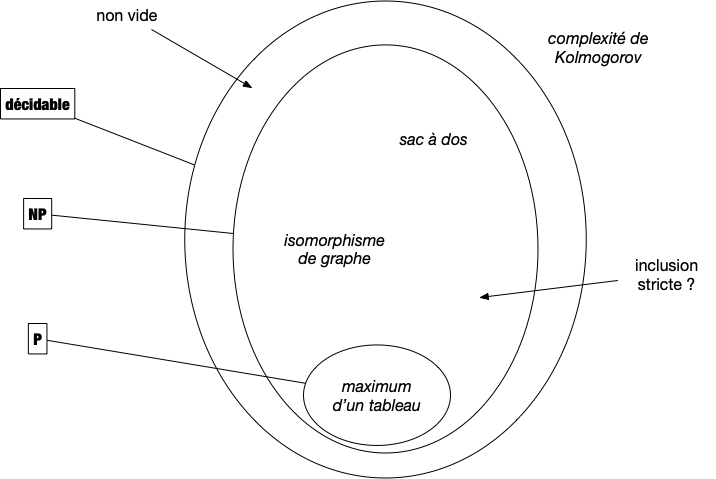 non vide
complexité de
Kolmogorov
décidable
sac à dos
NP
isomorphisme
de graphe
inclusion
stricte ?
P
maximum
d'un tableau